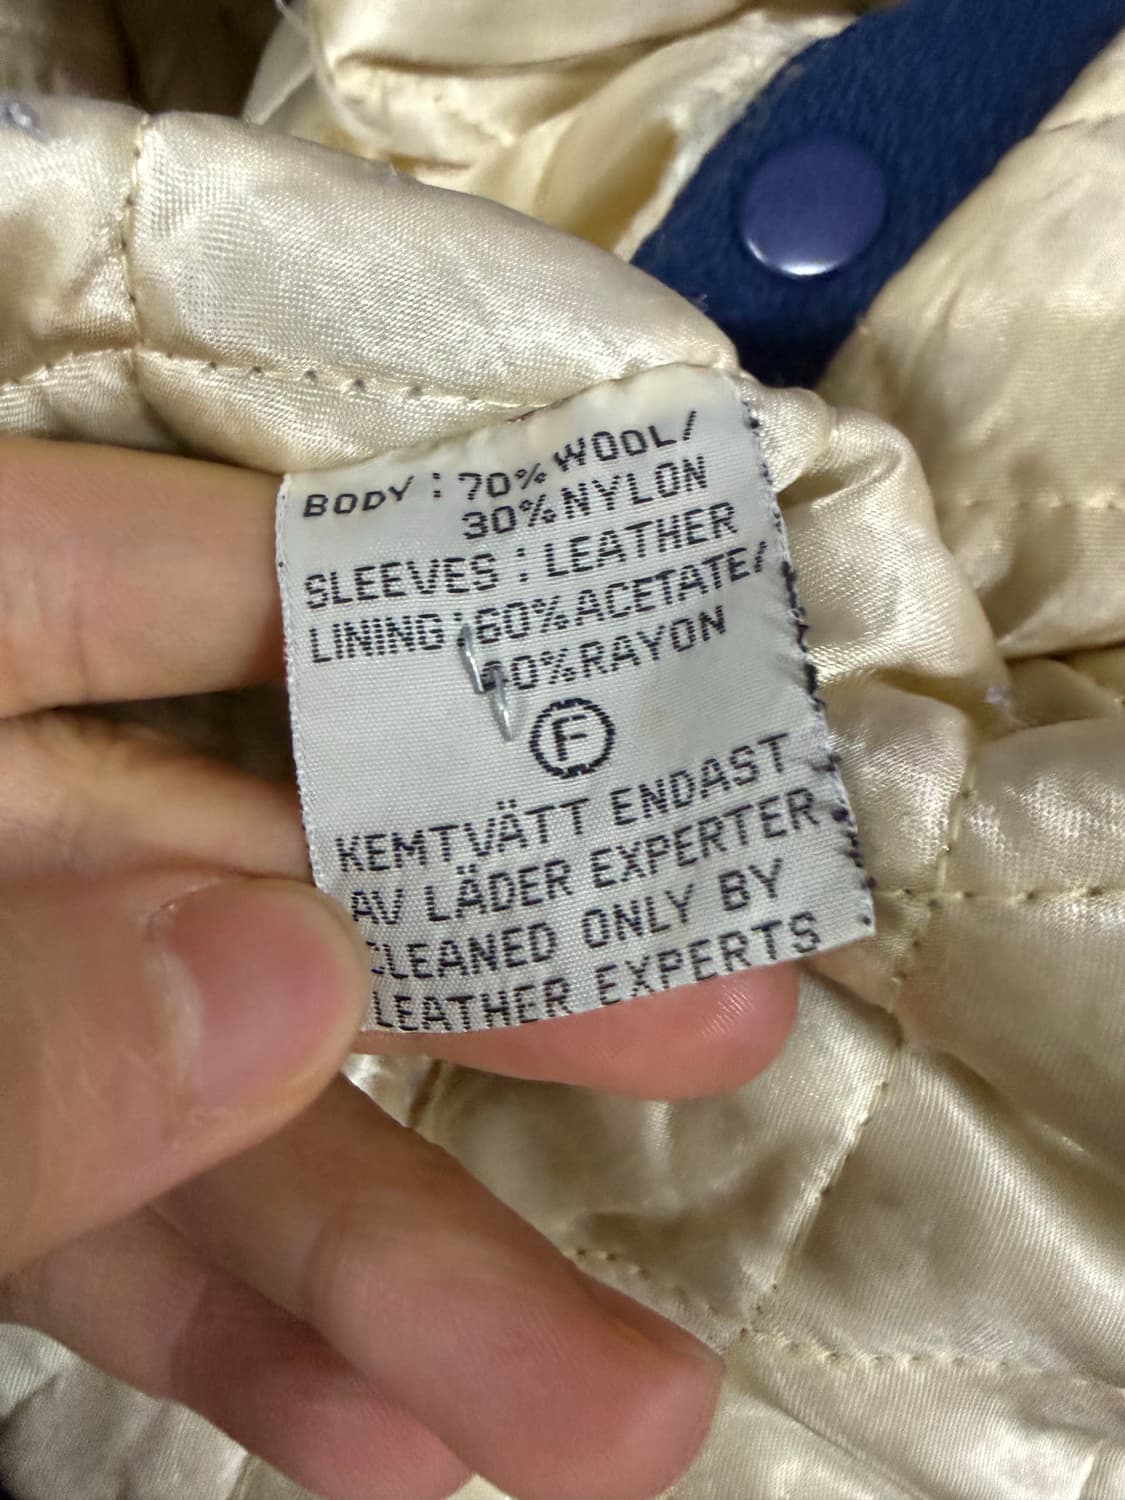 BODY : 70% WOOL/
30% NYLON
SLEEVES : LEATHER
LINING : 60% ACETATE/
40% RAYON
F
KEMTVÄTT ENDAST
AV LÄDER EXPERTER
CLEANED ONLY BY
LEATHER EXPERTS